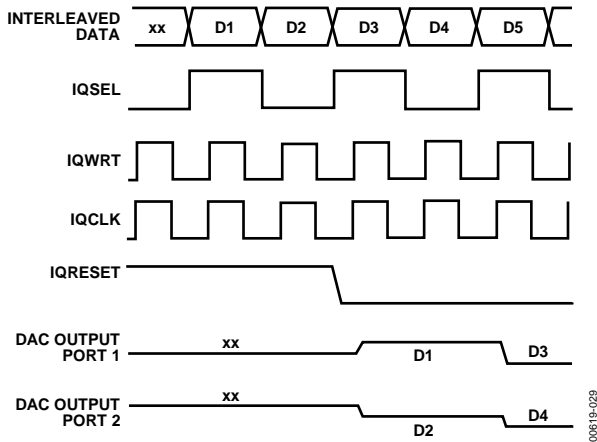 INTERLEAVED
DATA
xx D1 D2 D3 D4 D5
IQSEL
IQWRT
IQCLK
IQRESET
DAC OUTPUT
PORT 1
xx D1 D3
DAC OUTPUT
PORT 2
xx D2 D4
00619-029